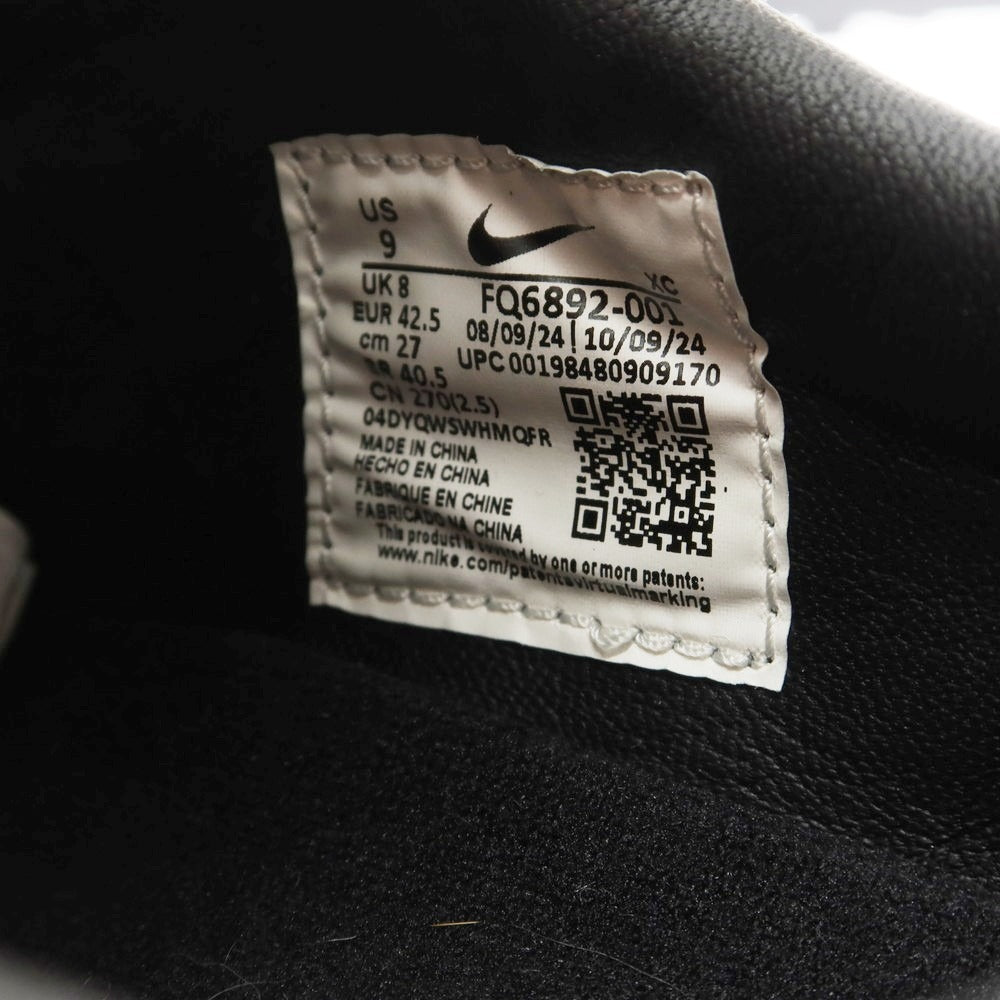 US
9
XC
UK 8
FQ6892-001
EUR 42.5
08/09/24 | 10/09/24
cm 27
UPC 00198480909170
BR 40.5
CN 270(2.5)
04DYQWSWHMQFR
MADE IN CHINA
HECHO EN CHINA
FABRIQUE EN CHINE
FABRICADO NA CHINA
This product is covered by one or more patents:
www.nike.com/patentsvirtualmarking